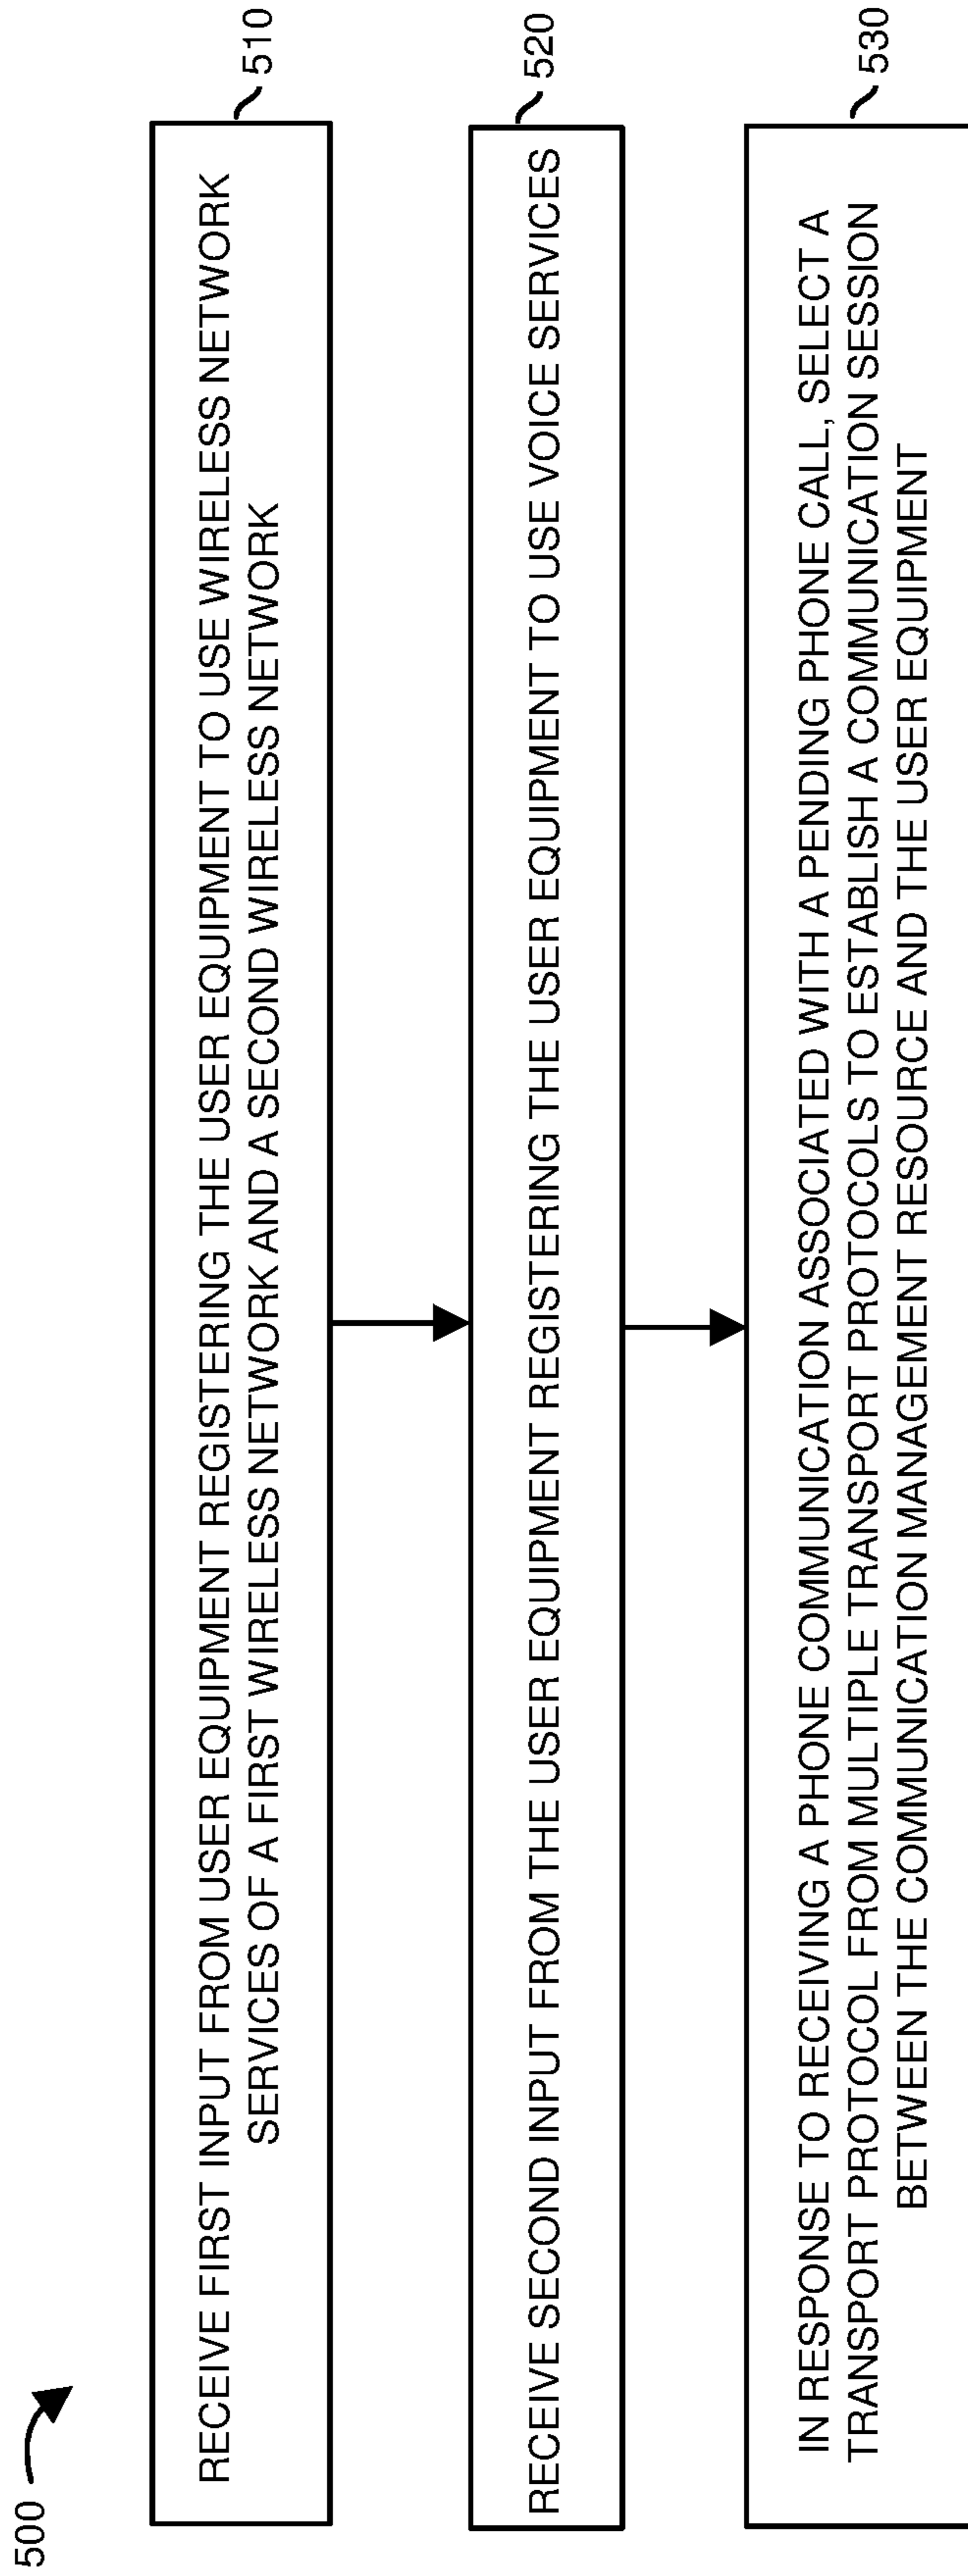 500
510
RECEIVE FIRST INPUT FROM USER EQUIPMENT REGISTERING THE USER EQUIPMENT TO USE WIRELESS NETWORK
SERVICES OF A FIRST WIRELESS NETWORK AND A SECOND WIRELESS NETWORK
520
RECEIVE SECOND INPUT FROM THE USER EQUIPMENT REGISTERING THE USER EQUIPMENT TO USE VOICE SERVICES
530
IN RESPONSE TO RECEIVING A PHONE COMMUNICATION ASSOCIATED WITH A PENDING PHONE CALL, SELECT A
TRANSPORT PROTOCOL FROM MULTIPLE TRANSPORT PROTOCOLS TO ESTABLISH A COMMUNICATION SESSION
BETWEEN THE COMMUNICATION MANAGEMENT RESOURCE AND THE USER EQUIPMENT